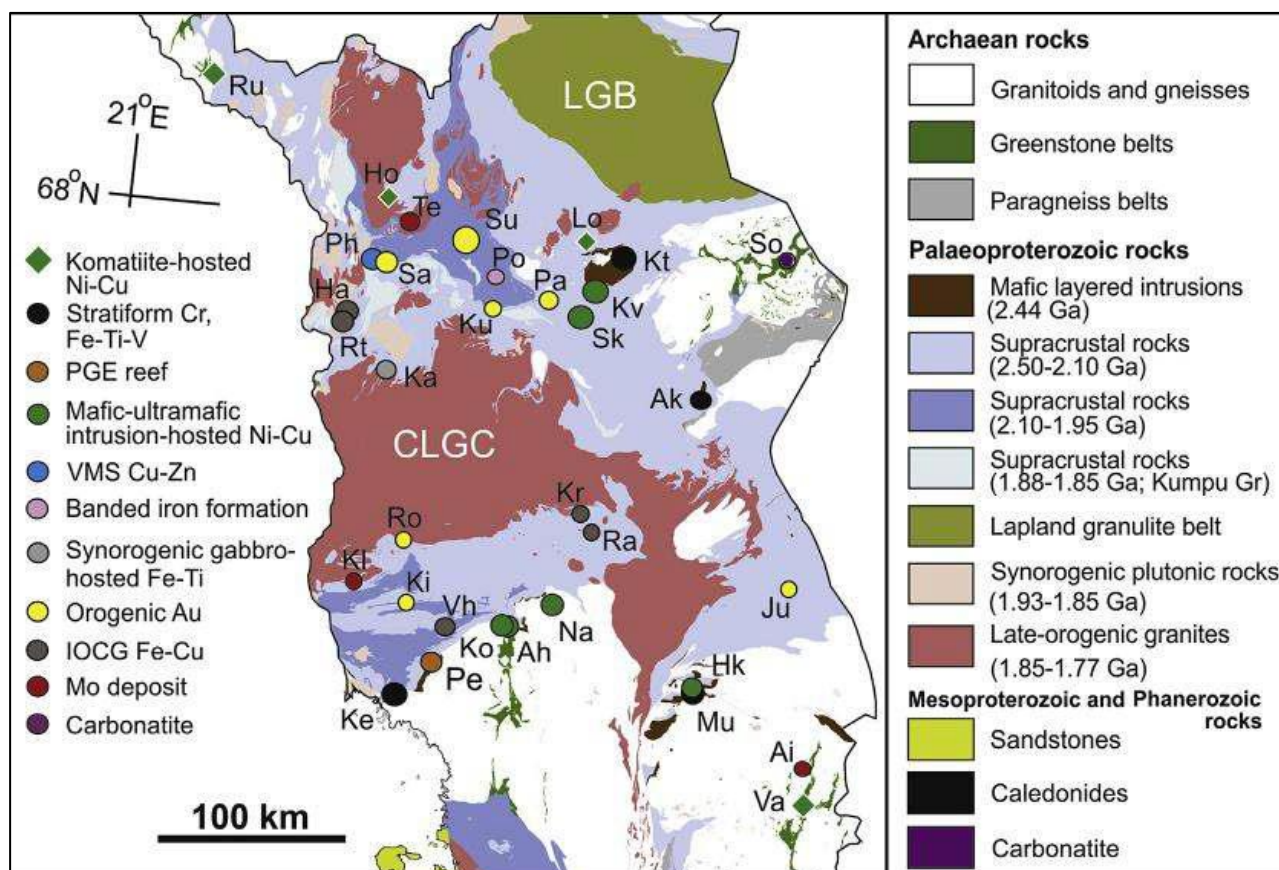 Ru
21°E
68°N
LGB
Ho
Te
Su
Lo
So
Ph
Sa
Po
Pa
Kt
Ha
Ku
Kv
Sk
Rt
Ka
Ak
CLGC
Kr
Ro
Ra
Kl
Ki
Ju
Vh
Na
Ko
Ah
Pe
Hk
Ke
Mu
Ai
Va
Komatiite-hosted
Ni-Cu
Stratiform Cr,
Fe-Ti-V
PGE reef
Mafic-ultramafic
intrusion-hosted Ni-Cu
VMS Cu-Zn
Banded iron formation
Synorogenic gabbro-
hosted Fe-Ti
Orogenic Au
IOCG Fe-Cu
Mo deposit
Carbonatite
100 km
Archaean rocks
Granitoids and gneisses
Greenstone belts
Paragneiss belts
Palaeoproterozoic rocks
Mafic layered intrusions
(2.44 Ga)
Supracrustal rocks
(2.50-2.10 Ga)
Supracrustal rocks
(2.10-1.95 Ga)
Supracrustal rocks
(1.88-1.85 Ga; Kumpu Gr)
Lapland granulite belt
Synorogenic plutonic rocks
(1.93-1.85 Ga)
Late-orogenic granites
(1.85-1.77 Ga)
Mesoproterozoic and Phanerozoic
rocks
Sandstones
Caledonides
Carbonatite